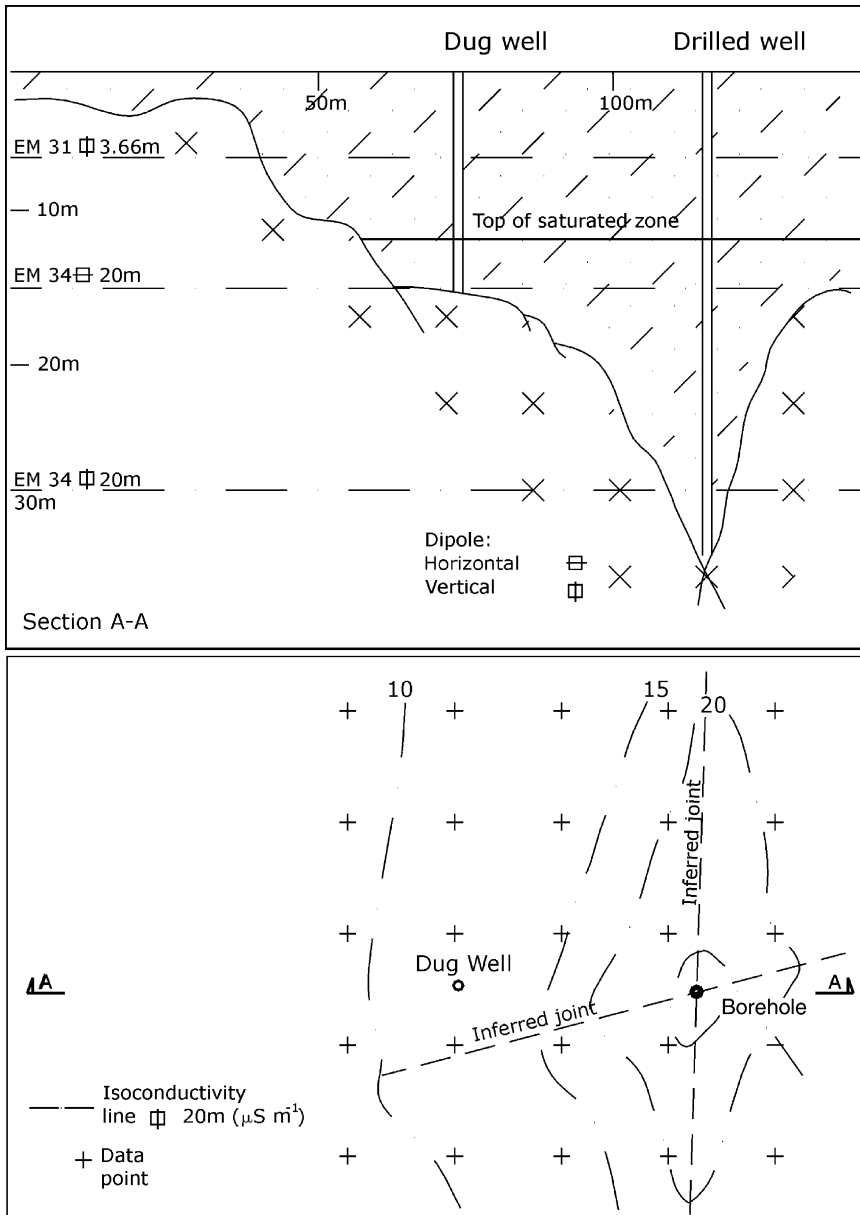 Dug well Drilled well
50m 100m
EM 31 3.66m
10m
Top of saturated zone
EM 34 20m
20m
EM 34 20m
30m
Dipole:
Horizontal
Vertical
Section A-A
10 15 20
Inferred joint
A Dug Well A
Inferred joint Borehole
Isoconductivity
line 20m (μS m⁻¹)
Data
point